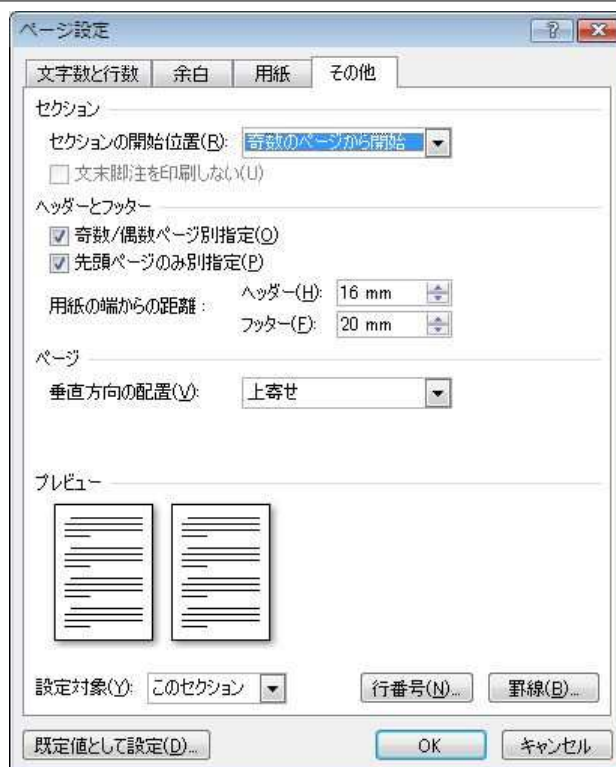 ページ設定
文字数と行数 余白 用紙 その他
セクション
セクションの開始位置(R): 奇数のページから開始
文末脚注を印刷しない(U)
ヘッダーとフッター
奇数/偶数ページ別指定(O)
先頭ページのみ別指定(P)
用紙の端からの距離: ヘッダー(H): 16 mm
フッター(F): 20 mm
ページ
垂直方向の配置(V): 上寄せ
プレビュー
設定対象(Y): このセクション 行番号(N)... 罫線(B)...
既定値として設定(D)... OK キャンセル